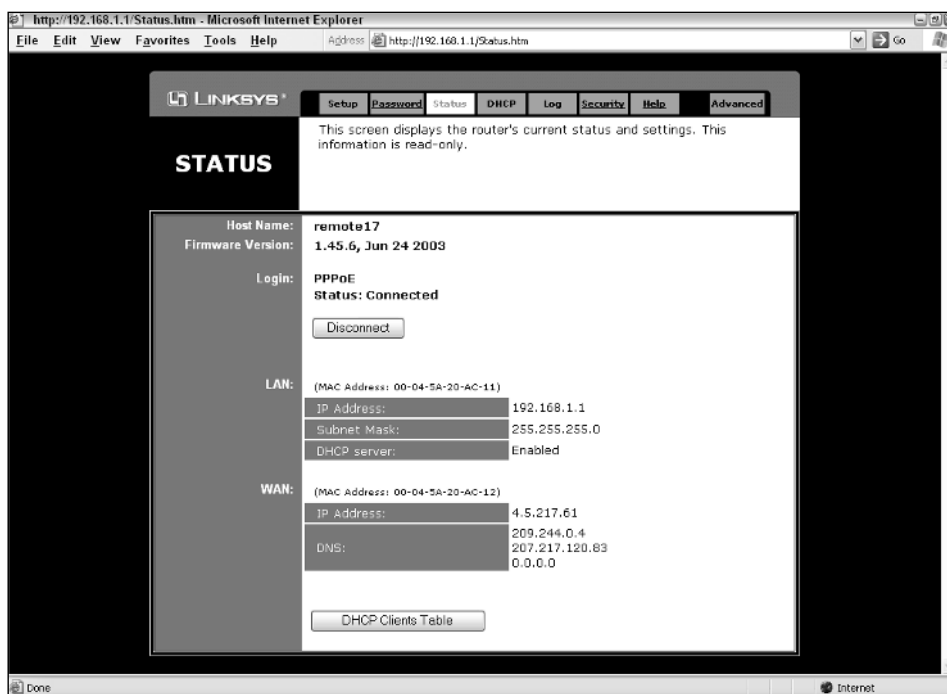 http://192.168.1.1/Status.htm - Microsoft Internet Explorer
File Edit View Favorites Tools Help Address http://192.168.1.1/Status.htm Go
LINKSYS®
Setup Password Status DHCP Log Security Help Advanced
STATUS
This screen displays the router's current status and settings. This
information is read-only.
Host Name: remote17
Firmware Version: 1.45.6, Jun 24 2003
Login: PPPoE
Status: Connected
Disconnect
LAN: (MAC Address: 00-04-5A-20-AC-11)
IP Address: 192.168.1.1
Subnet Mask: 255.255.255.0
DHCP server: Enabled
WAN: (MAC Address: 00-04-5A-20-AC-12)
IP Address: 4.5.217.61
DNS: 209.244.0.4
207.217.120.83
0.0.0.0
DHCP Clients Table
Done Internet